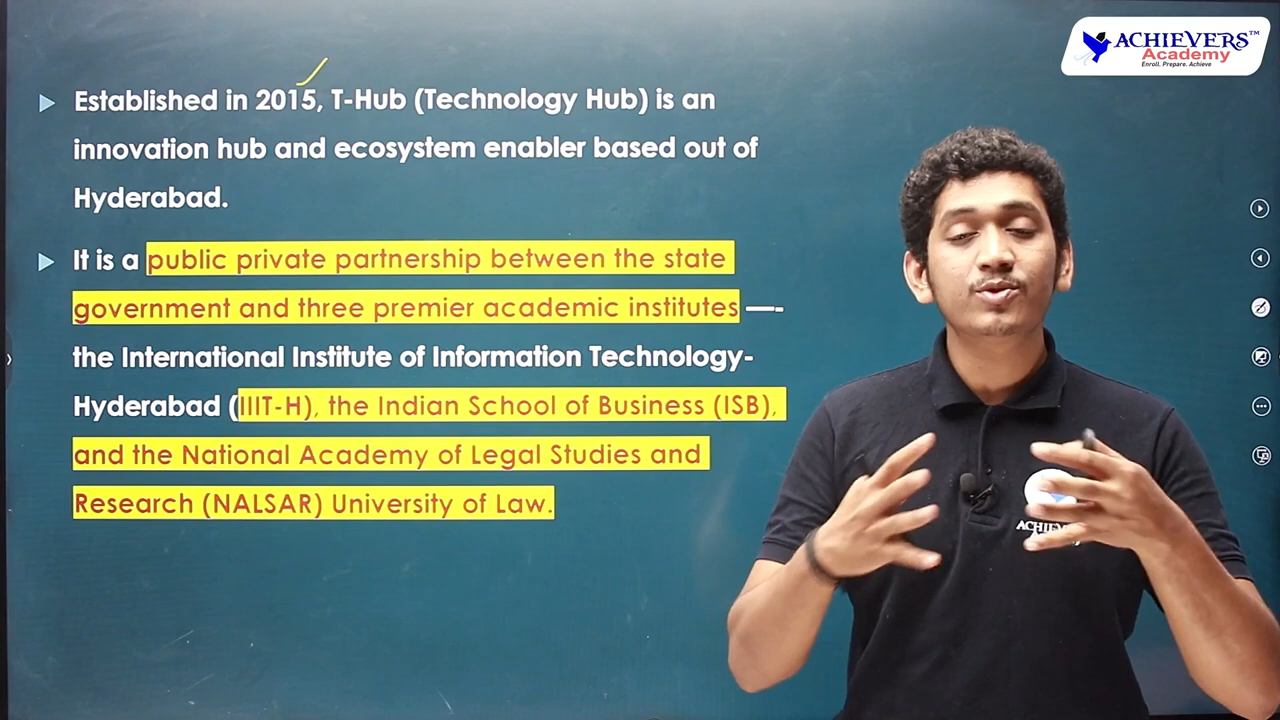 ACHIEVERS™
Academy
Enroll. Prepare. Achieve
Established in 2015, T-Hub (Technology Hub) is an
innovation hub and ecosystem enabler based out of
Hyderabad.
It is a public private partnership between the state
government and three premier academic institutes —-
the International Institute of Information Technology-
Hyderabad (IIIT-H), the Indian School of Business (ISB),
and the National Academy of Legal Studies and
Research (NALSAR) University of Law.